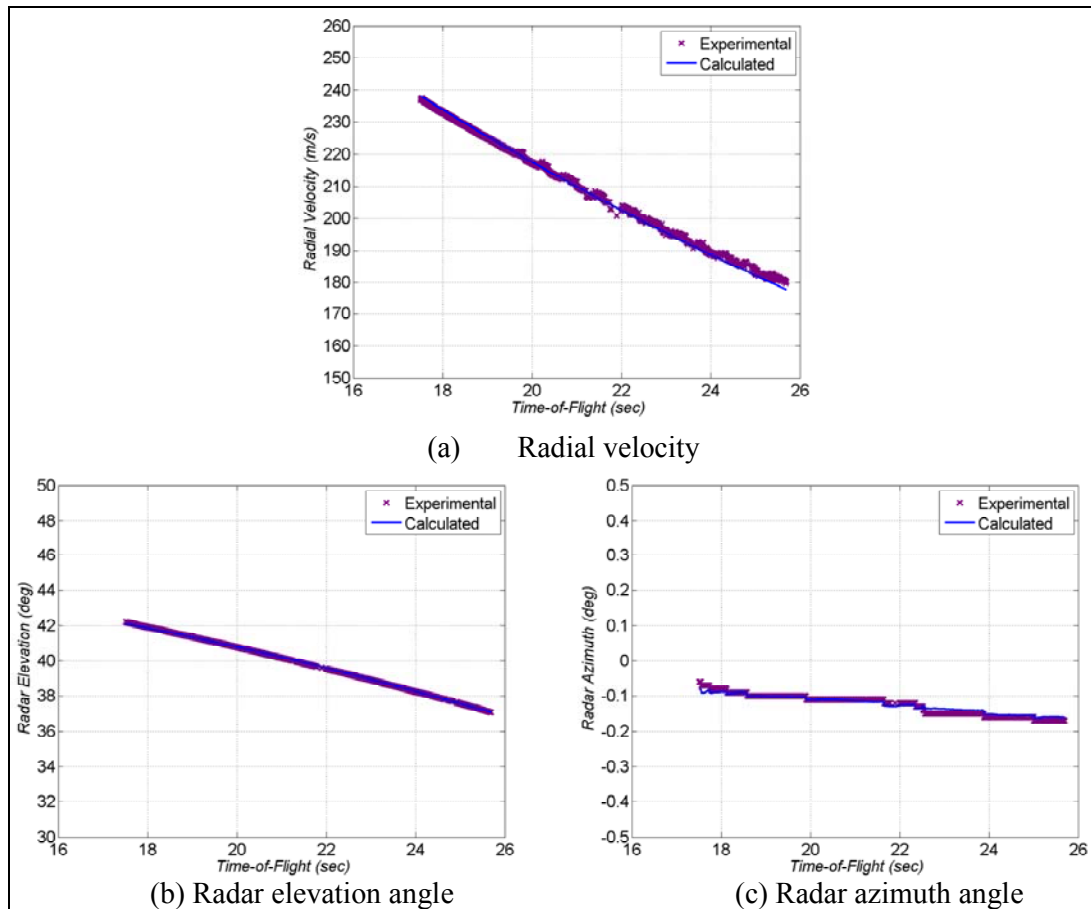 260
250
240
230
220
210
200
190
180
170
160
150
Radial Velocity (m/s)
Experimental
Calculated
16 18 20 22 24 26
Time-of-Flight (sec)
(a) Radial velocity
50
48
46
44
42
40
38
36
34
32
30
Radar Elevation (deg)
Experimental
Calculated
16 18 20 22 24 26
Time-of-Flight (sec)
(b) Radar elevation angle
0.5
0.4
0.3
0.2
0.1
0
-0.1
-0.2
-0.3
-0.4
-0.5
Radar Azimuth (deg)
Experimental
Calculated
16 18 20 22 24 26
Time-of-Flight (sec)
(c) Radar azimuth angle